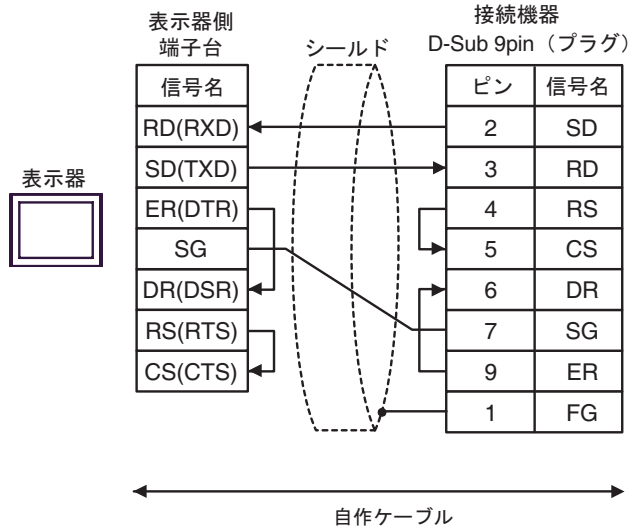 表示器側
端子台
シールド
接続機器
D-Sub 9pin（プラグ）
信号名
ピン 信号名
RD(RXD) 2 SD
SD(TXD) 3 RD
表示器
ER(DTR) 4 RS
SG 5 CS
DR(DSR) 6 DR
RS(RTS) 7 SG
CS(CTS) 9 ER
1 FG
自作ケーブル